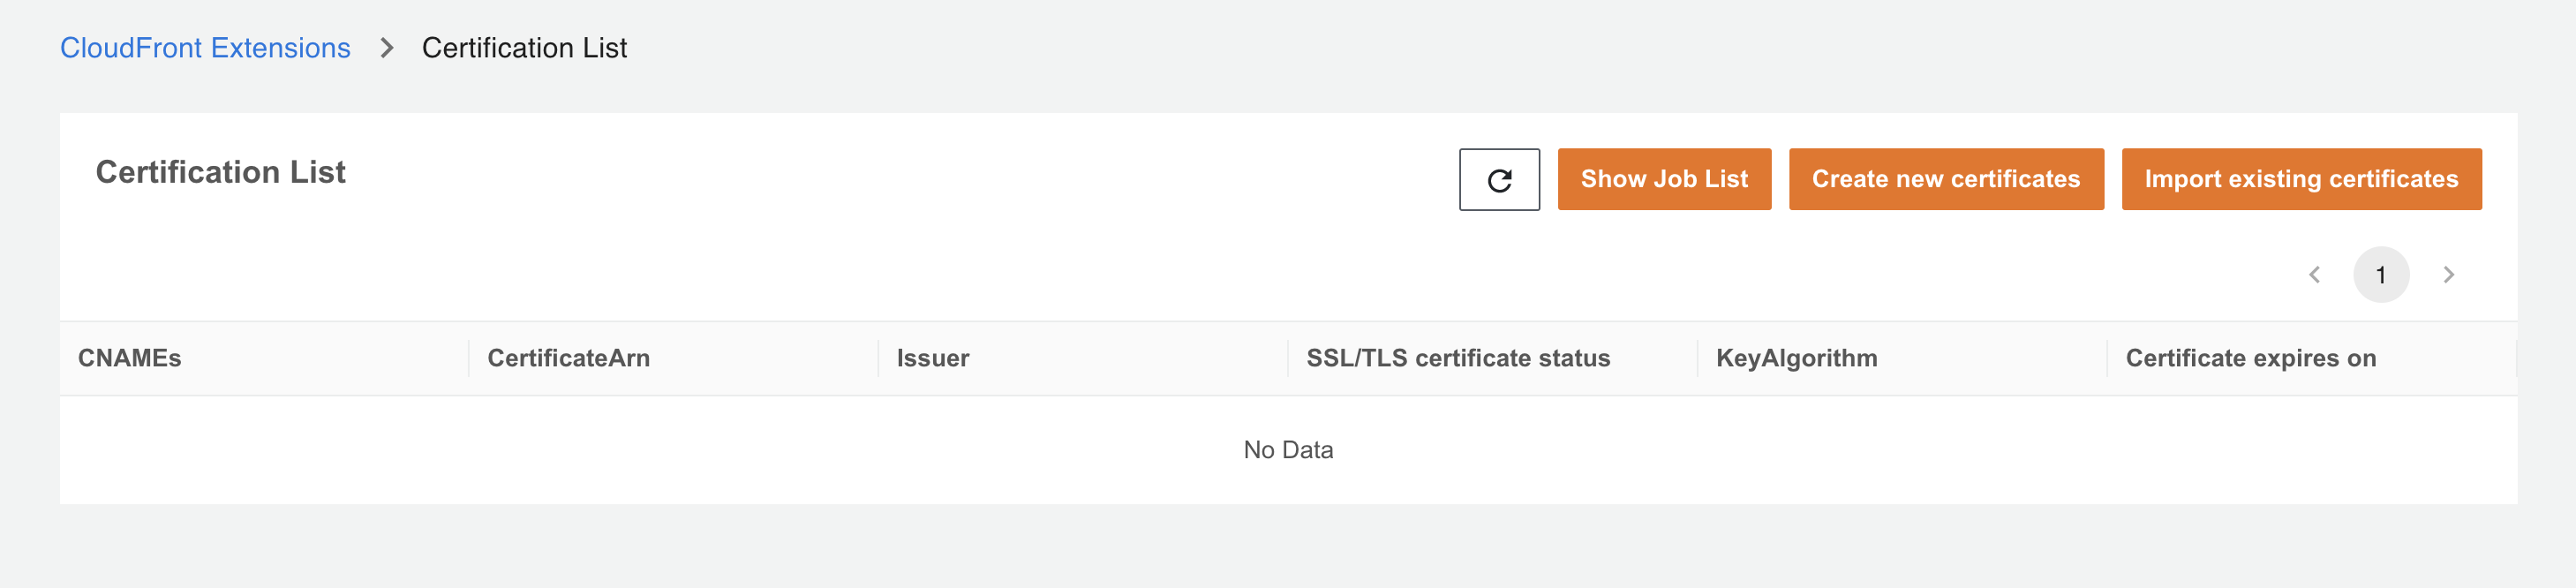 CloudFront Extensions > Certification List
Certification List
Show Job List
Create new certificates
Import existing certificates
1
CNAMEs
CertificateArn
Issuer
SSL/TLS certificate status
KeyAlgorithm
Certificate expires on
No Data